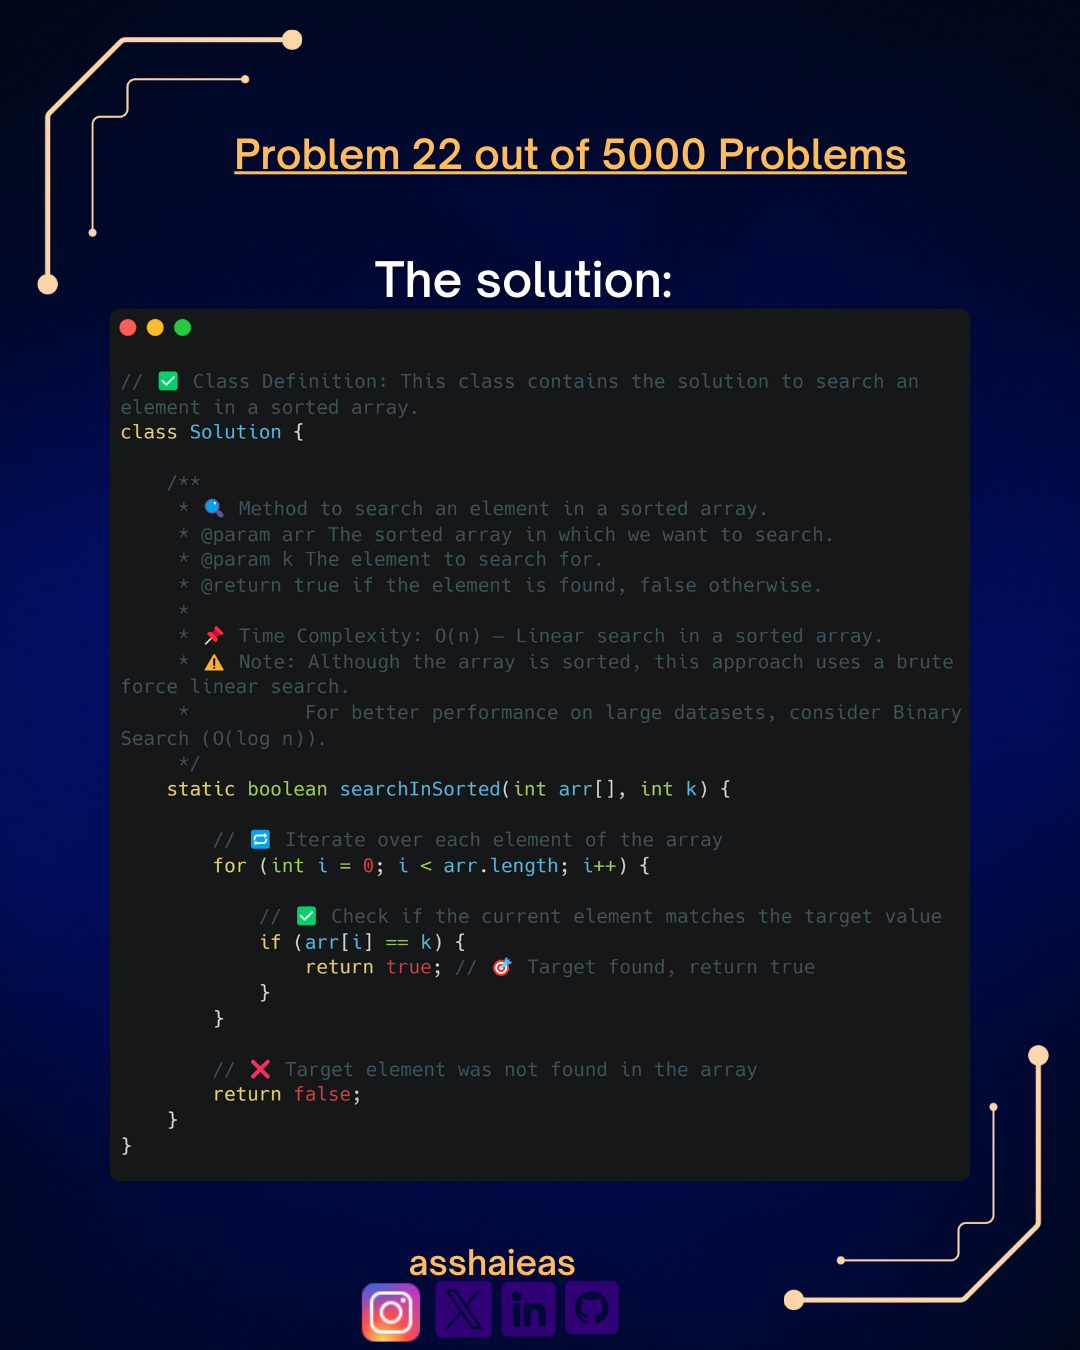 Problem 22 out of 5000 Problems
The solution:
// ✅ Class Definition: This class contains the solution to search an
element in a sorted array.
class Solution {
    /**
     * 🔍 Method to search an element in a sorted array.
     * @param arr The sorted array in which we want to search.
     * @param k The element to search for.
     * @return true if the element is found, false otherwise.
     *
     * 📌 Time Complexity: O(n) – Linear search in a sorted array.
     * ⚠️ Note: Although the array is sorted, this approach uses a brute
force linear search.
     *          For better performance on large datasets, consider Binary
Search (O(log n)).
     */
    static boolean searchInSorted(int arr[], int k) {
        // 🔁 Iterate over each element of the array
        for (int i = 0; i < arr.length; i++) {
            // ✅ Check if the current element matches the target value
            if (arr[i] == k) {
                return true; // 🎯 Target found, return true
            }
        }
        // ❌ Target element was not found in the array
        return false;
    }
}
asshaieas